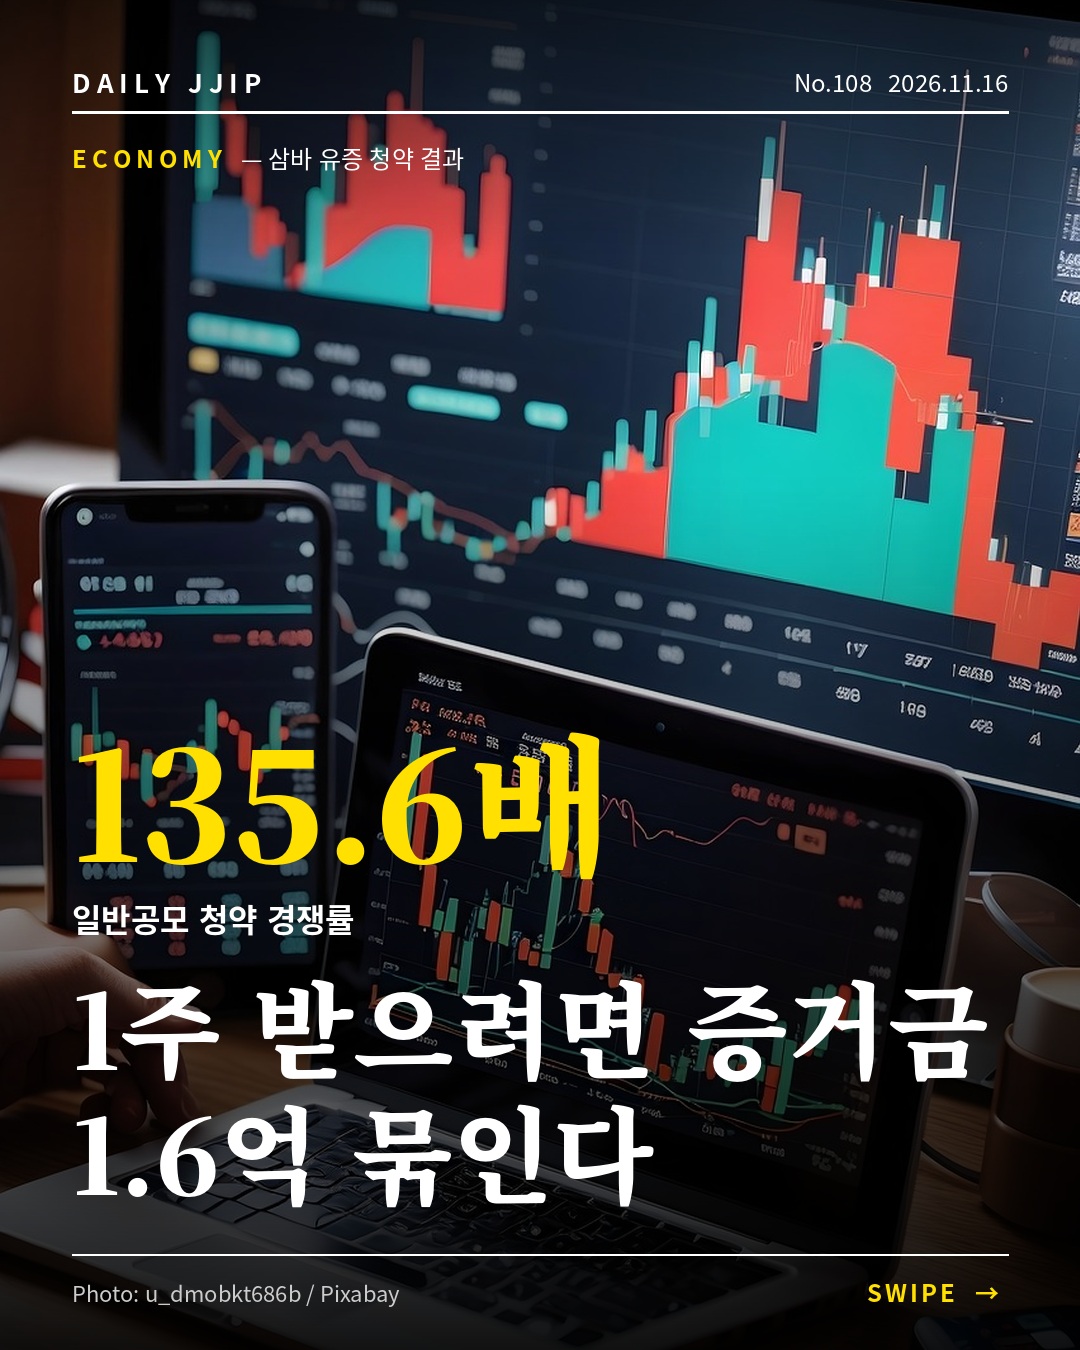 DAILY JJIP
No.108 2026.11.16
ECONOMY — 삼바 유증 청약 결과
135.6배
일반공모 청약 경쟁률
1주 받으려면 증거금
1.6억 묶인다
Photo: u_dmobkt686b / Pixabay
SWIPE →